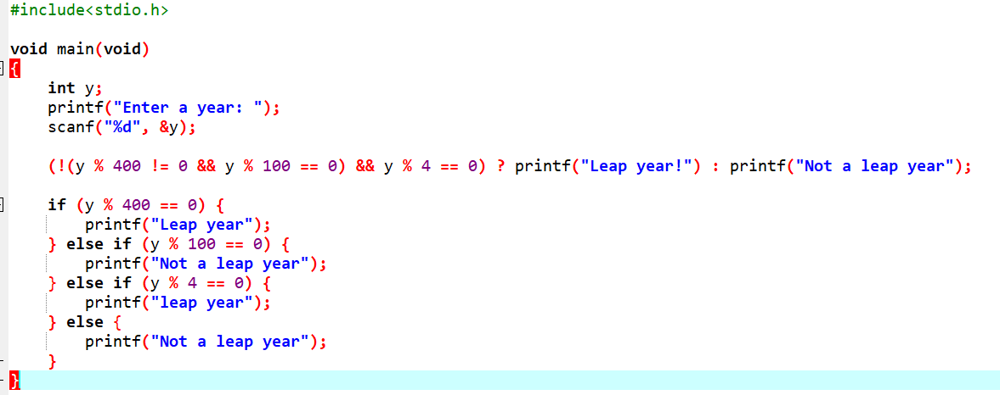 #include<stdio.h>
void main(void)
{
    int y;
    printf("Enter a year: ");
    scanf("%d", &y);
    (!(y % 400 != 0 && y % 100 == 0) && y % 4 == 0) ? printf("Leap year!") : printf("Not a leap year");
    if (y % 400 == 0) {
        printf("Leap year");
    } else if (y % 100 == 0) {
        printf("Not a leap year");
    } else if (y % 4 == 0) {
        printf("leap year");
    } else {
        printf("Not a leap year");
    }
}